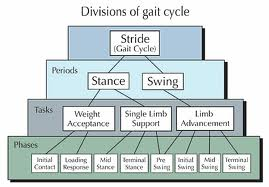 Divisions of gait cycle
Stride
(Gait Cycle)
Periods
Stance
Swing
Tasks
Weight
Acceptance
Single Limb
Support
Limb
Advancement
Phases
Initial
Contact
Loading
Response
Mid
Stance
Terminal
Stance
Pre
Swing
Initial
Swing
Mid
Swing
Terminal
Swing